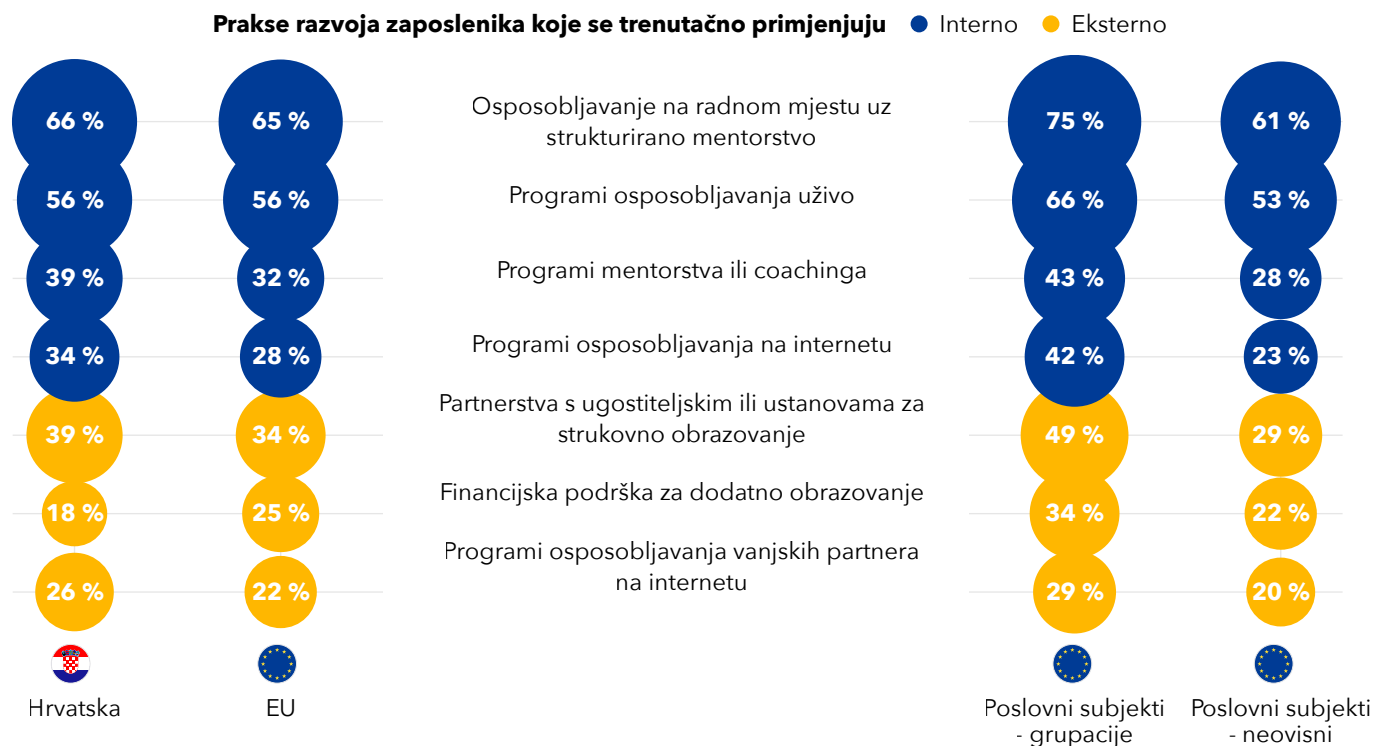 Prakse razvoja zaposlenika koje se trenutačno primjenjuju
Interno
Eksterno
66 %
65 %
Osposobljavanje na radnom mjestu uz
strukturirano mentorstvo
75 %
61 %
56 %
56 %
Programi osposobljavanja uživo
66 %
53 %
39 %
32 %
Programi mentorstva ili coachinga
43 %
28 %
34 %
28 %
Programi osposobljavanja na internetu
42 %
23 %
39 %
34 %
Partnerstva s ugostiteljskim ili ustanovama za
strukovno obrazovanje
49 %
29 %
18 %
25 %
Financijska podrška za dodatno obrazovanje
34 %
22 %
26 %
22 %
Programi osposobljavanja vanjskih partnera
na internetu
29 %
20 %
Hrvatska
EU
Poslovni subjekti
- grupacije
Poslovni subjekti
- neovisni